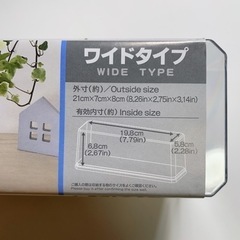 ワイドタイプ
WIDE TYPE
外寸(約)/Outside size
21cm×7cm×8cm (8,26in×2,75in×3,14in)
有効内寸(約)/Inside size
19,8cm
(7,79in)
6,8cm
(2,67in)
5,8cm
(2,28in)